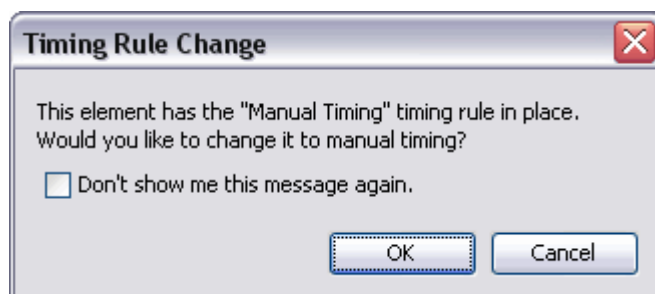 Timing Rule Change
This element has the "Manual Timing" timing rule in place.
Would you like to change it to manual timing?
Don't show me this message again.
OK
Cancel